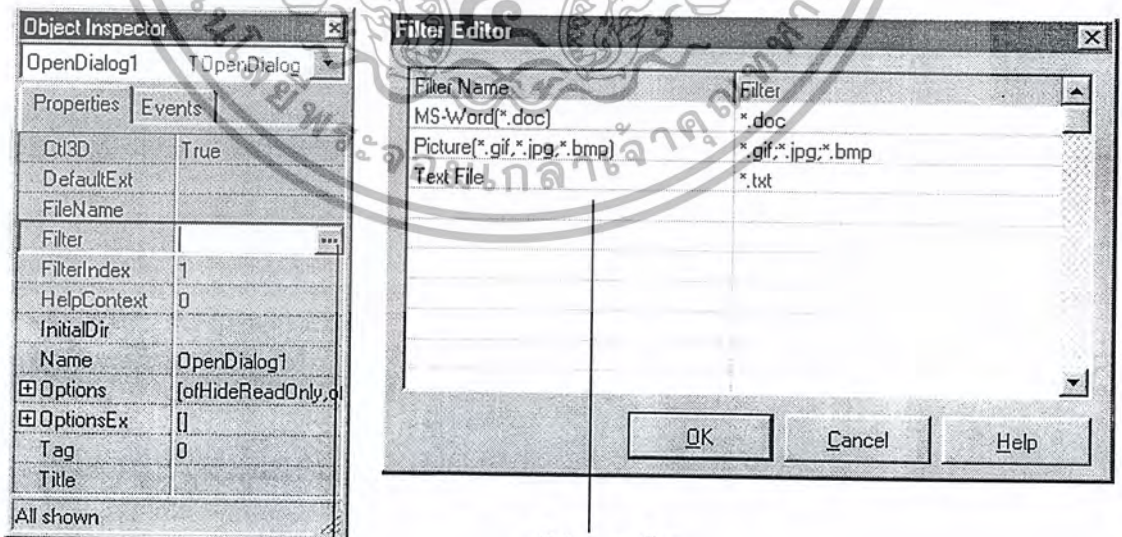 Object Inspector
OpenDialog1 TOpenDialog
Properties Events
Ctl3D True
DefaultExt
FileName
Filter
FilterIndex 1
HelpContext 0
InitialDir
Name OpenDialog1
Options [ofHideReadOnly,of
OptionsEx []
Tag 0
Title
All shown
Filter Editor
Filter Name Filter
MS-Word(*.doc) *.doc
Picture(*.gif,*.jpg,*.bmp) *.gif;*.jpg;*.bmp
Text File *.txt
OK Cancel Help